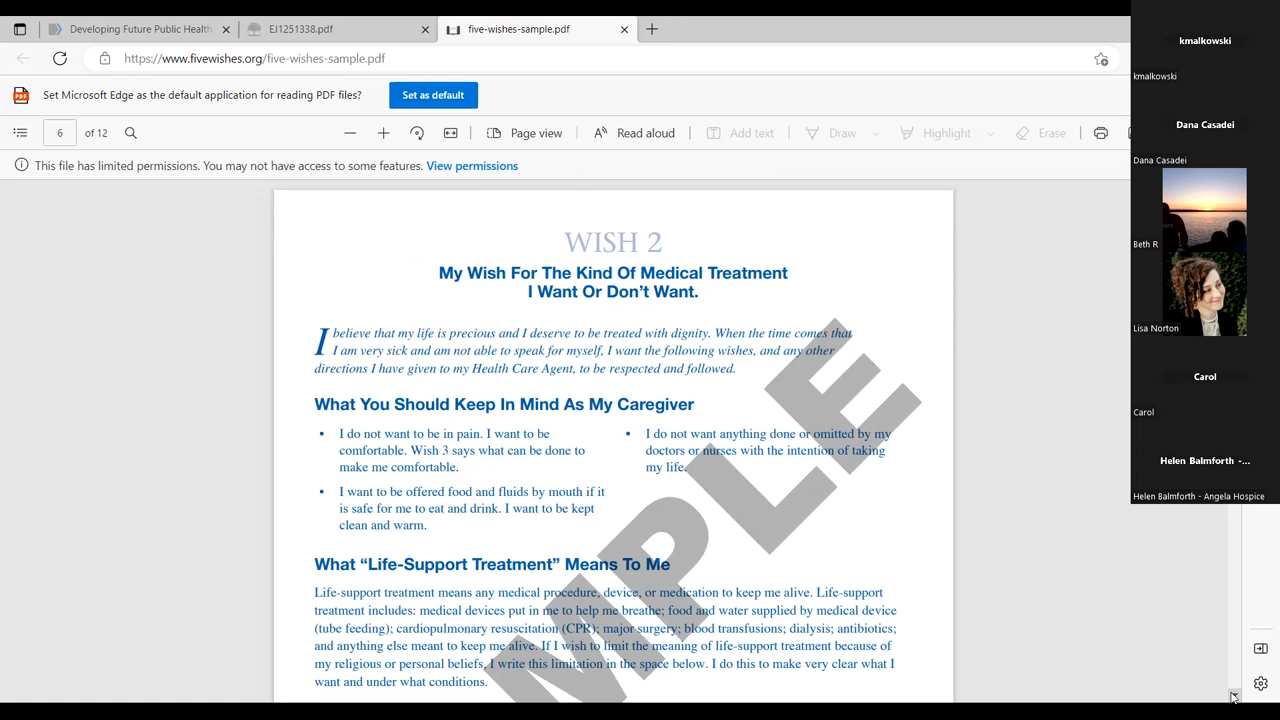 Developing Future Public Health
EJ1251338.pdf
five-wishes-sample.pdf
https://www.fivewishes.org/five-wishes-sample.pdf
Set Microsoft Edge as the default application for reading PDF files?
Set as default
6 of 12
Page view
Read aloud
Add text
Draw
Highlight
Erase
This file has limited permissions. You may not have access to some features. View permissions
WISH 2
My Wish For The Kind Of Medical Treatment
I Want Or Don't Want.
I believe that my life is precious and I deserve to be treated with dignity. When the time comes that
I am very sick and am not able to speak for myself, I want the following wishes, and any other
directions I have given to my Health Care Agent, to be respected and followed.
What You Should Keep In Mind As My Caregiver
• I do not want to be in pain. I want to be
comfortable. Wish 3 says what can be done to
make me comfortable.
• I want to be offered food and fluids by mouth if it
is safe for me to eat and drink. I want to be kept
clean and warm.
• I do not want anything done or omitted by my
doctors or nurses with the intention of taking
my life.
What “Life-Support Treatment” Means To Me
Life-support treatment means any medical procedure, device, or medication to keep me alive. Life-support
treatment includes: medical devices put in me to help me breathe; food and water supplied by medical device
(tube feeding); cardiopulmonary resuscitation (CPR); major surgery; blood transfusions; dialysis; antibiotics;
and anything else meant to keep me alive. If I wish to limit the meaning of life-support treatment because of
my religious or personal beliefs, I write this limitation in the space below. I do this to make very clear what I
want and under what conditions.
MPLE
kmalkowski
kmalkowski
Dana Casadei
Dana Casadei
Beth R
Lisa Norton
Carol
Carol
Helen Balmforth -...
Helen Balmforth - Angela Hospice